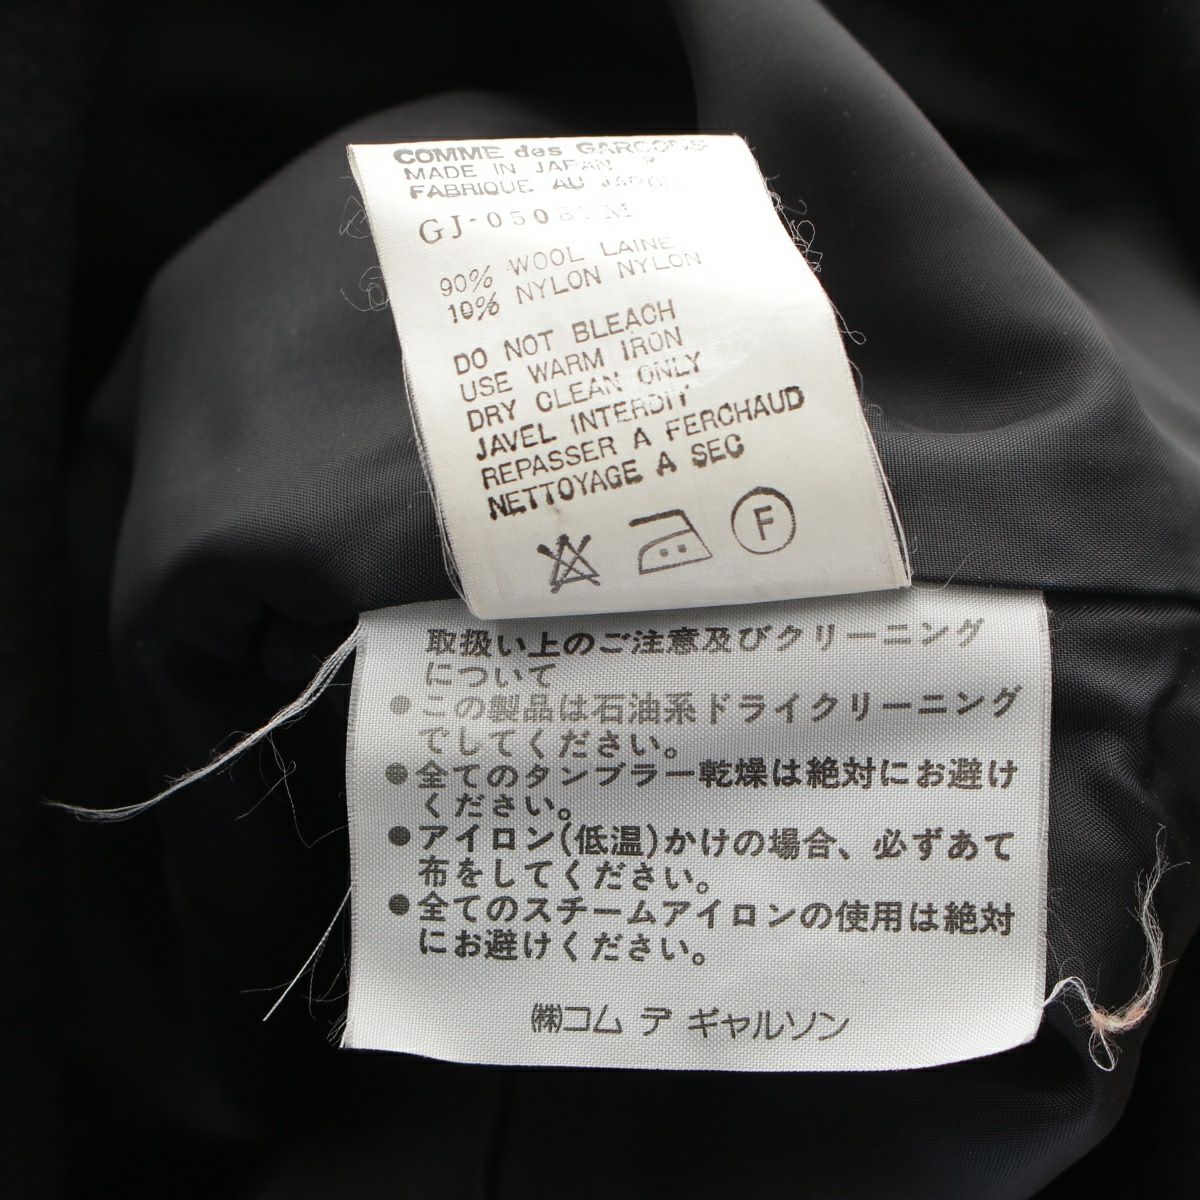 COMME des GARCONS
MADE IN JAPAN
FABRIQUE AU JAPON
90% WOOL LAINE
10% NYLON NYLON
DO NOT BLEACH
USE WARM IRON
DRY CLEAN ONLY
JAVEL INTERDIT
REPASSER A FERCHAUD
NETTOYAGE A SEC
F
取扱い上のご注意及びクリーニング
について
●この製品は石油系ドライクリーニング
でしてください。
●全てのタンブラー乾燥は絶対にお避け
ください。
●アイロン(低温)かけの場合、必ずあて
布をしてください。
●全てのスチームアイロンの使用は絶対
にお避けください。
㈱コム デ ギャルソン